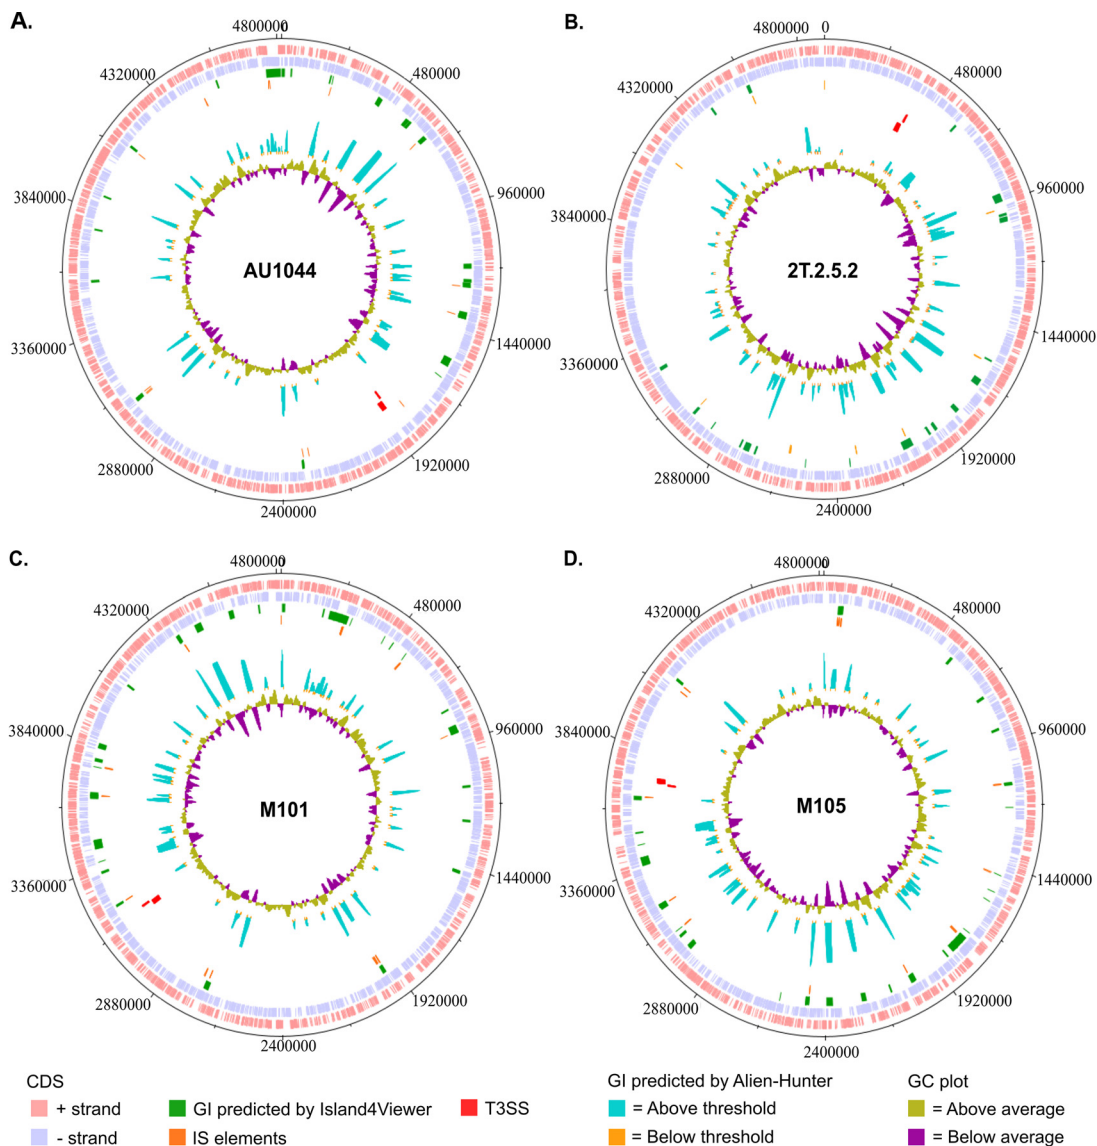 A.
4800000
0
480000
960000
1440000
1920000
2400000
2880000
3360000
3840000
4320000
AU1044
B.
4800000
0
480000
960000
1440000
1920000
2400000
2880000
3360000
3840000
4320000
2T.2.5.2
C.
4800000
0
480000
960000
1440000
1920000
2400000
2880000
3360000
3840000
4320000
M101
D.
4800000
0
480000
960000
1440000
1920000
2400000
2880000
3360000
3840000
4320000
M105
CDS
+ strand
- strand
GI predicted by Island4Viewer
IS elements
T3SS
GI predicted by Alien-Hunter
= Above threshold
= Below threshold
GC plot
= Above average
= Below average